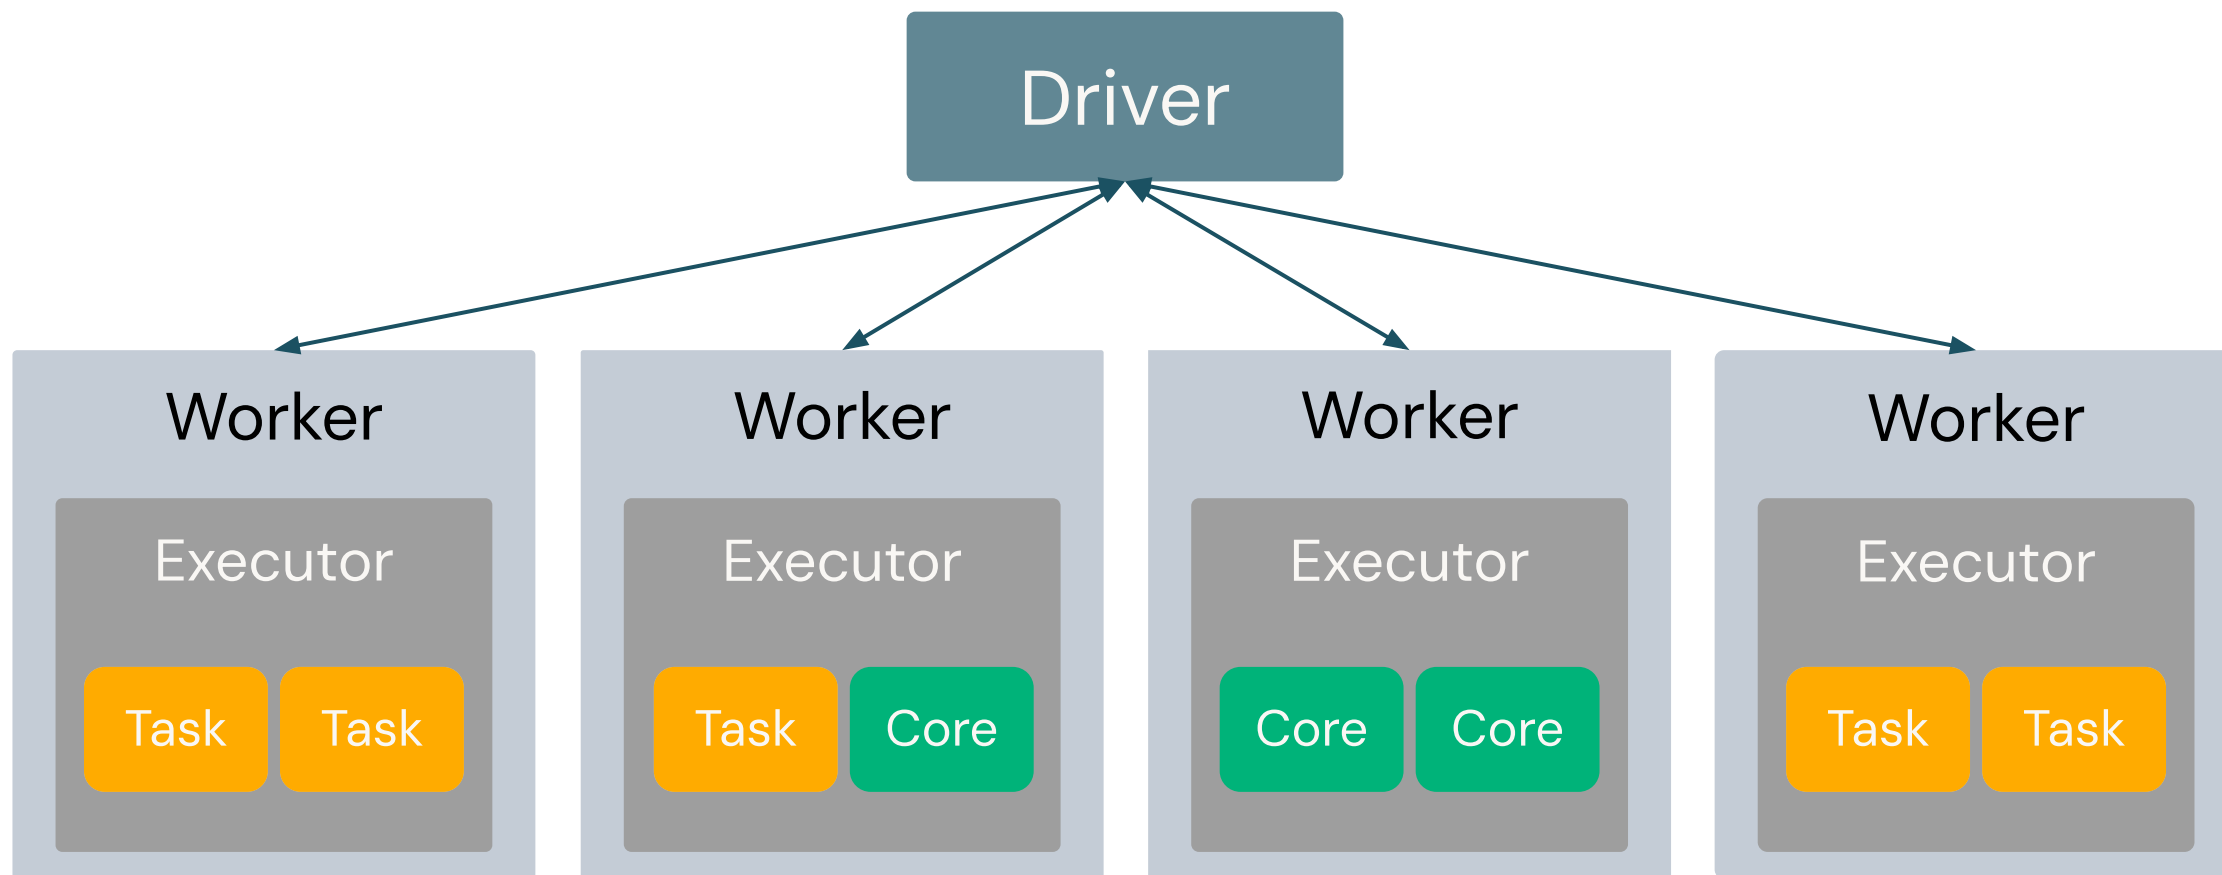 Driver
Worker Worker Worker Worker
Executor Executor Executor Executor
Task Task Task Core Core Core Task Task